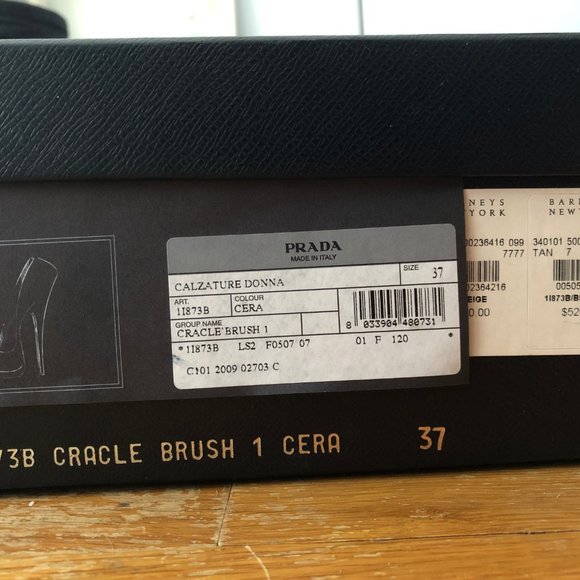 PRADA
MADE IN ITALY
CALZATURE DONNA
SIZE 37
ART. COLOUR
1I873B CERA
GROUP NAME
CRACLE BRUSH 1
8 033904 480731
*1I873B LS2 F0507 07 01 F 120 *
C101 2009 02703 C
NEYS
YORK
00236416 099
7777
00236416
EIGE
0.00
BAR
NEW
340101 500
TAN 7
0050
1I873B/B
$52
73B CRACLE BRUSH 1 CERA 37